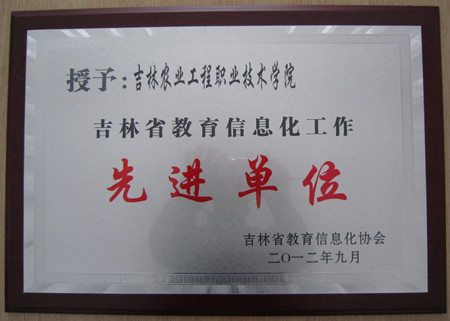 授予:吉林农业工程职业技术学院
吉林省教育信息化工作
先进单位
吉林省教育信息化协会
二〇一二年九月